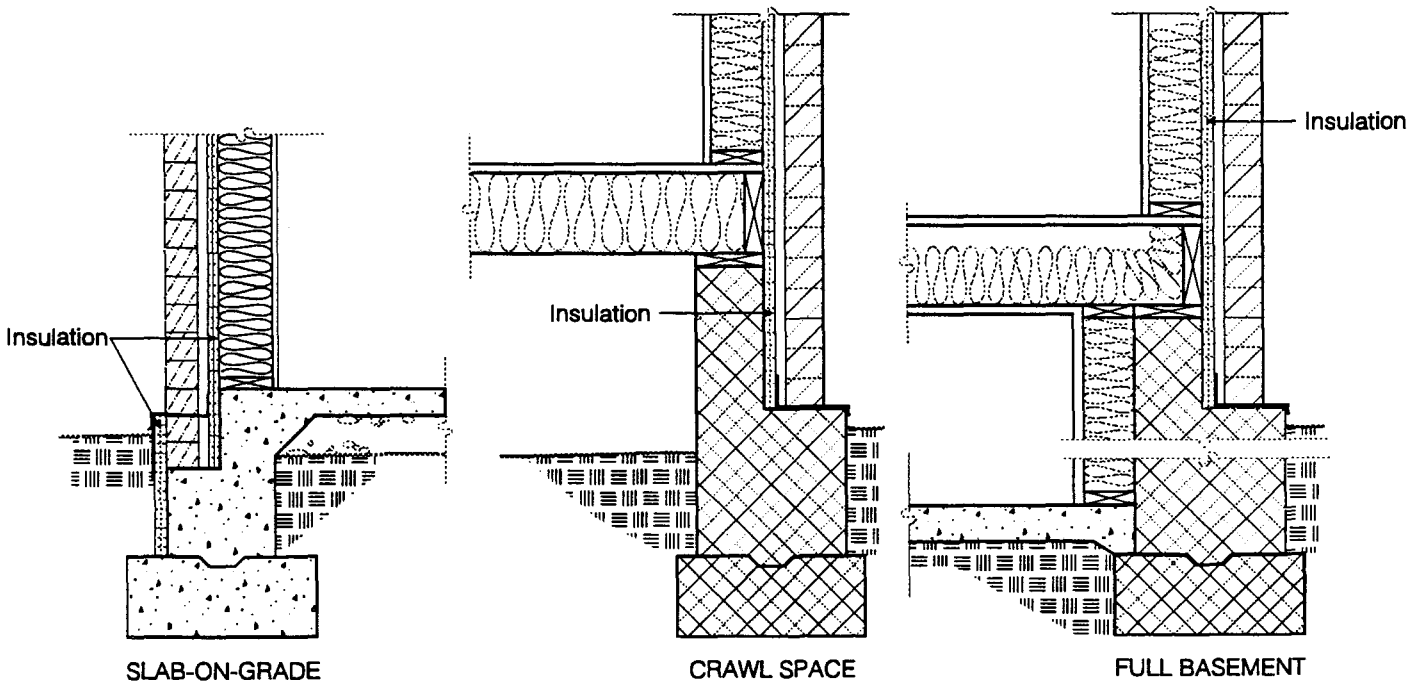 Insulation
Insulation
Insulation
SLAB-ON-GRADE
CRAWL SPACE
FULL BASEMENT